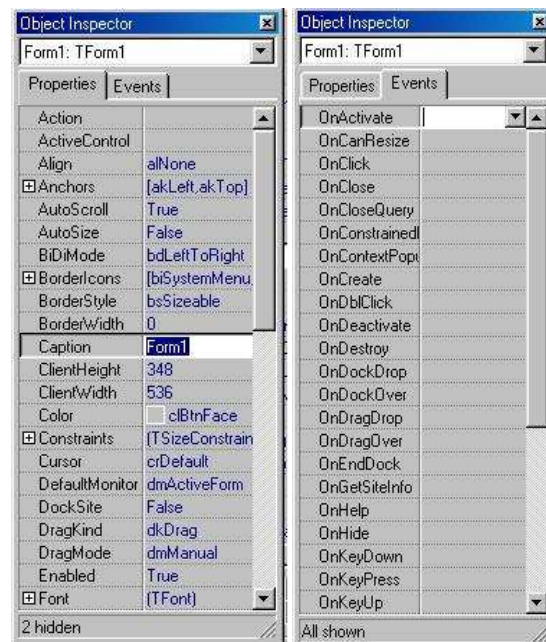 Object Inspector
Form1: TForm1
Properties Events
Action
ActiveControl
Align alNone
Anchors [akLeft,akTop]
AutoScroll True
AutoSize False
BiDiMode bdLeftToRight
BorderIcons [biSystemMenu,
BorderStyle bsSizeable
BorderWidth 0
Caption Form1
ClientHeight 348
ClientWidth 536
Color clBtnFace
Constraints (TSizeConstrain
Cursor crDefault
DefaultMonitor dmActiveForm
DockSite False
DragKind dkDrag
DragMode dmManual
Enabled True
Font (TFont)
2 hidden
Object Inspector
Form1: TForm1
Properties Events
OnActivate
OnCanResize
OnClick
OnClose
OnCloseQuery
OnConstrainedl
OnContextPopu
OnCreate
OnDblClick
OnDeactivate
OnDestroy
OnDockDrop
OnDockOver
OnDragDrop
OnDragOver
OnEndDock
OnGetSiteInfo
OnHelp
OnHide
OnKeyDown
OnKeyPress
OnKeyUp
All shown